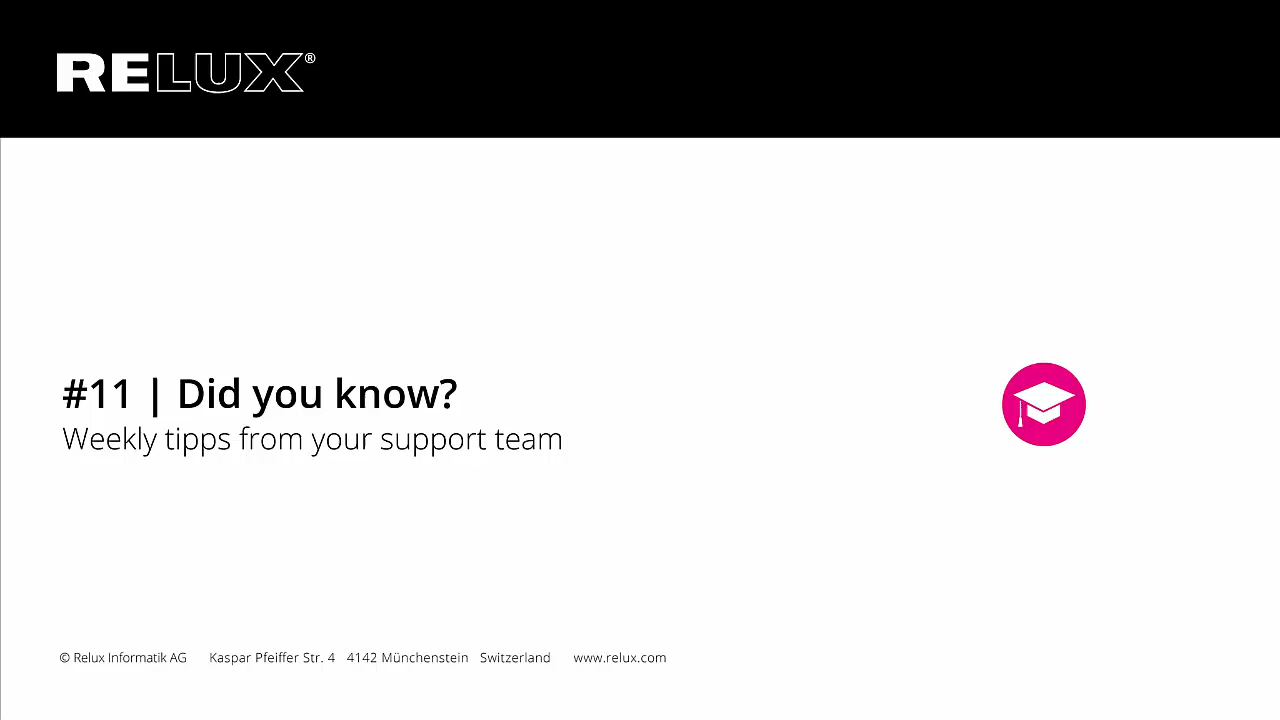 RELUX®
#11 | Did you know?
Weekly tipps from your support team
© Relux Informatik AG Kaspar Pfeiffer Str. 4 4142 Münchenstein Switzerland www.relux.com